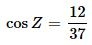 cos Z = 12/37